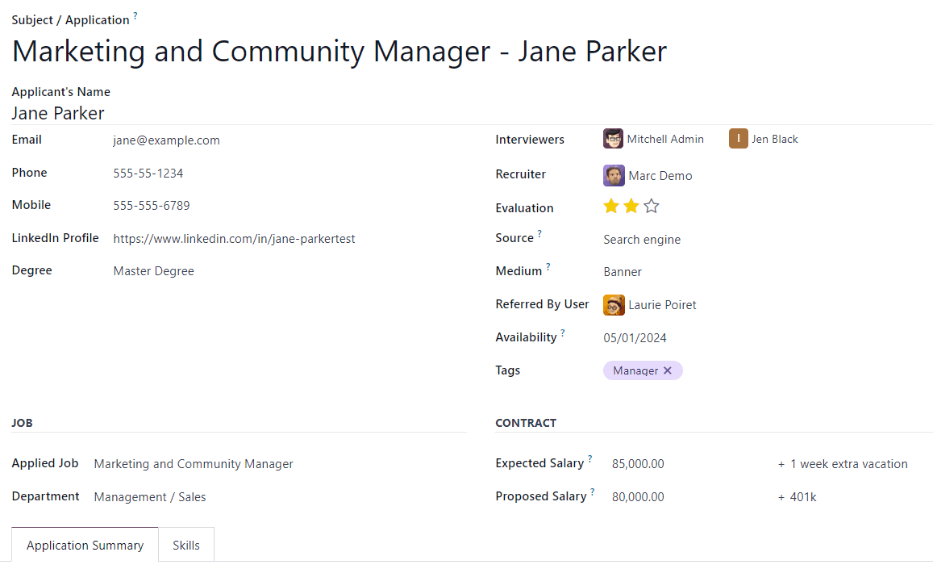 Subject / Application ?
Marketing and Community Manager - Jane Parker
Applicant's Name
Jane Parker
Email jane@example.com
Phone 555-55-1234
Mobile 555-555-6789
LinkedIn Profile https://www.linkedin.com/in/jane-parkertest
Degree Master Degree
Interviewers Mitchell Admin I Jen Black
Recruiter Marc Demo
Evaluation
Source ? Search engine
Medium ? Banner
Referred By User Laurie Poiret
Availability ? 05/01/2024
Tags Manager ×
JOB
Applied Job Marketing and Community Manager
Department Management / Sales
CONTRACT
Expected Salary ? 85,000.00 + 1 week extra vacation
Proposed Salary ? 80,000.00 + 401k
Application Summary Skills